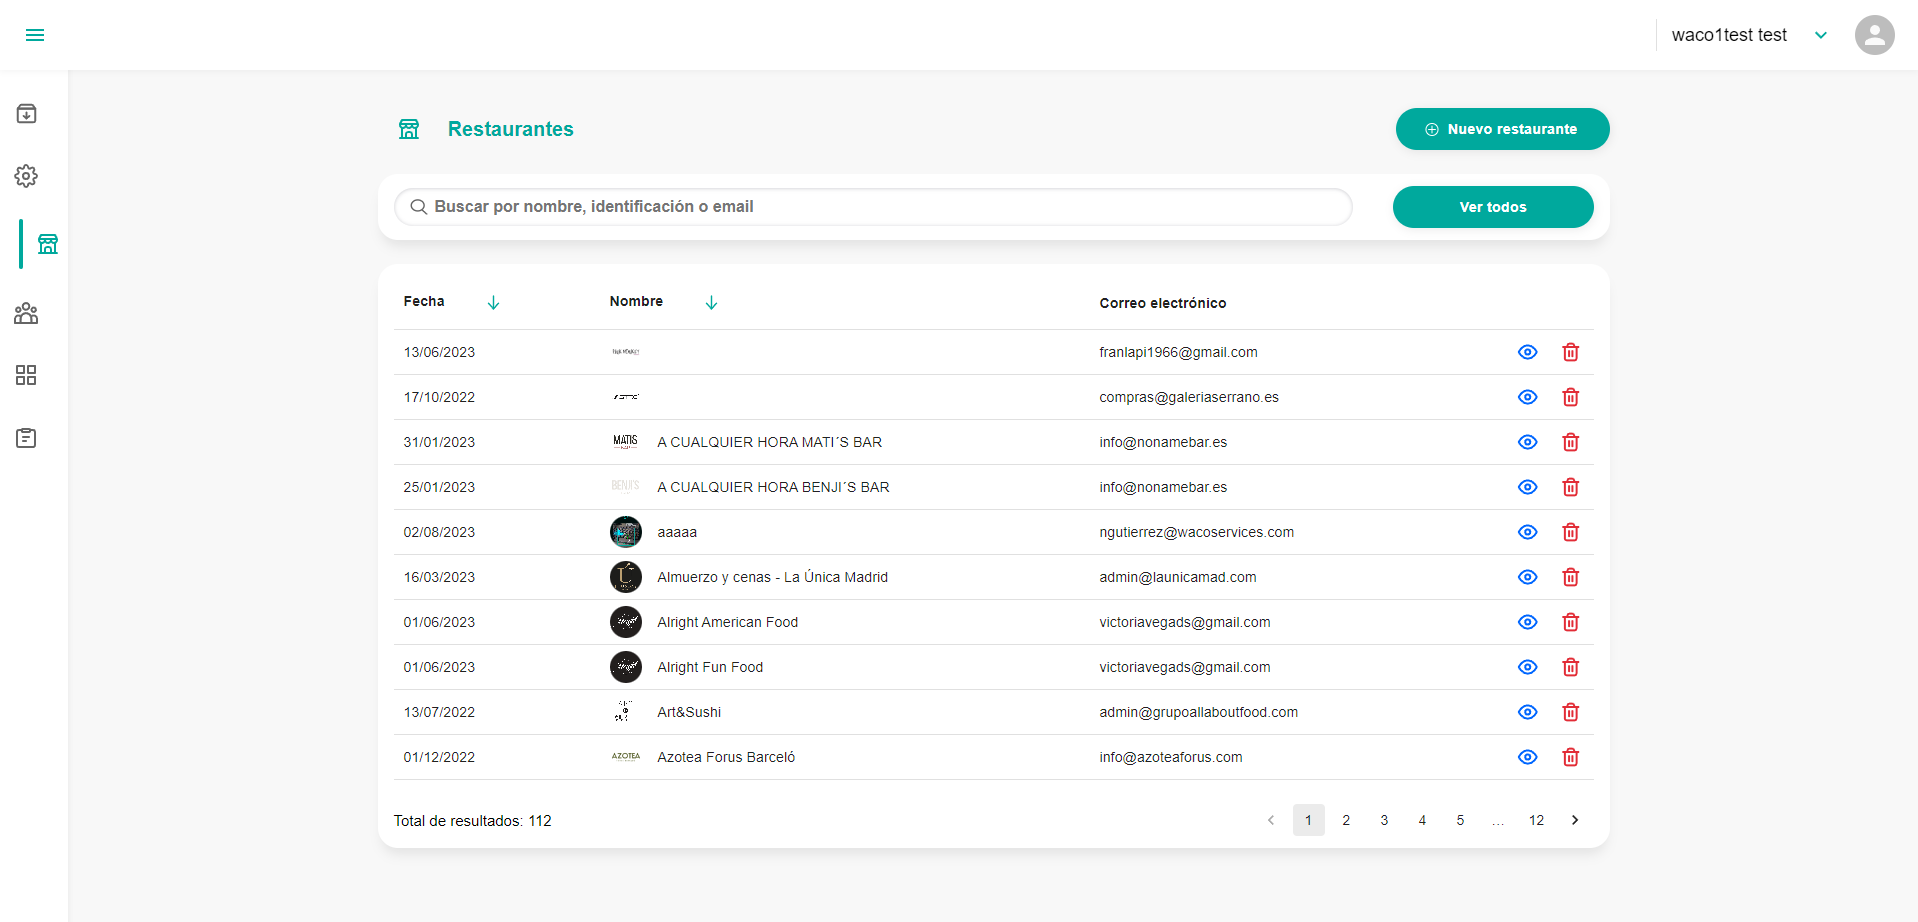 waco1test test
Restaurantes
Nuevo restaurante
Buscar por nombre, identificación o email
Ver todos
Fecha Nombre Correo electrónico
13/06/2023 franlapi1966@gmail.com
17/10/2022 compras@galeriaserrano.es
31/01/2023 MATIS A CUALQUIER HORA MATI´S BAR info@nonamebar.es
25/01/2023 BENJI'S A CUALQUIER HORA BENJI´S BAR info@nonamebar.es
02/08/2023 aaaaa ngutierrez@wacoservices.com
16/03/2023 Almuerzo y cenas - La Única Madrid admin@launicamad.com
01/06/2023 Alright American Food victoriavegads@gmail.com
01/06/2023 Alright Fun Food victoriavegads@gmail.com
13/07/2022 Art&Sushi admin@grupoallaboutfood.com
01/12/2022 AZOTEA Azotea Forus Barceló info@azoteaforus.com
Total de resultados: 112 1 2 3 4 5 ... 12